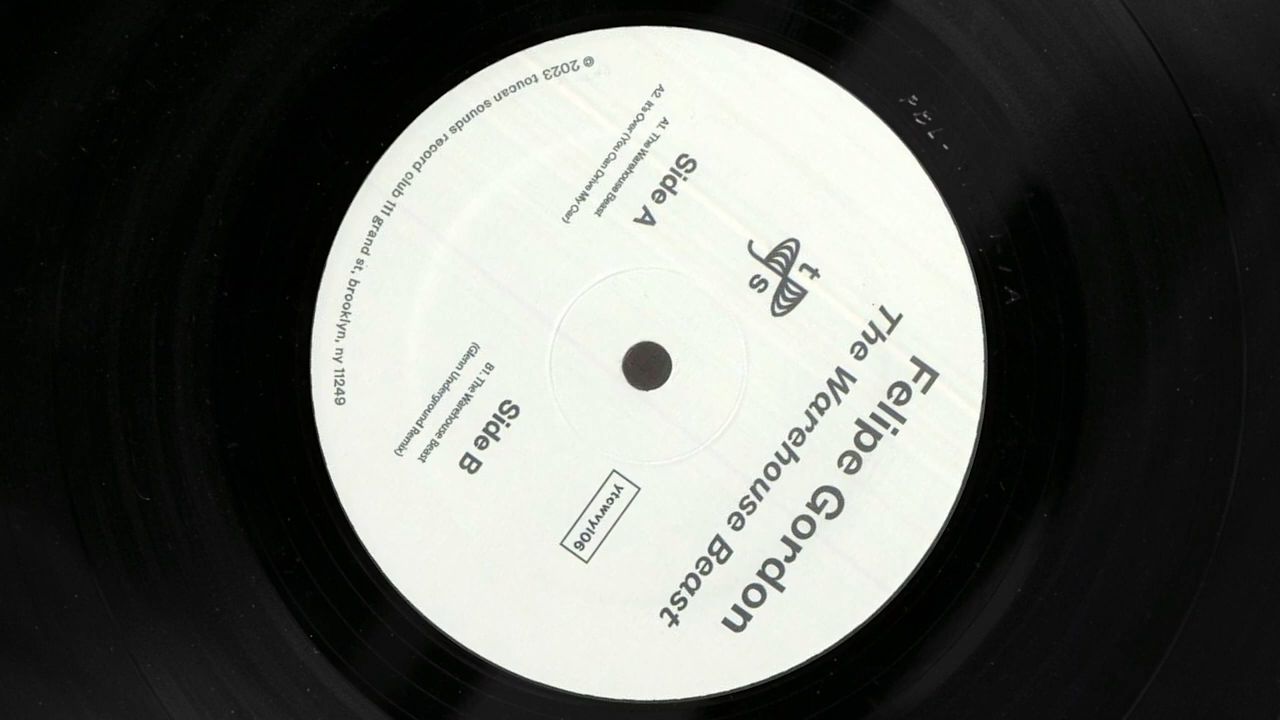 Felipe Gordon
The Warehouse Beast
t
s
Side A
A1. The Warehouse Beast
A2. It's Over (You Can Drive My Car)
ytcwvyl06
Side B
B1. The Warehouse Beast
(Glenn Underground Remix)
© 2023 toucan sounds record club 111 grand st, brooklyn, ny 11249